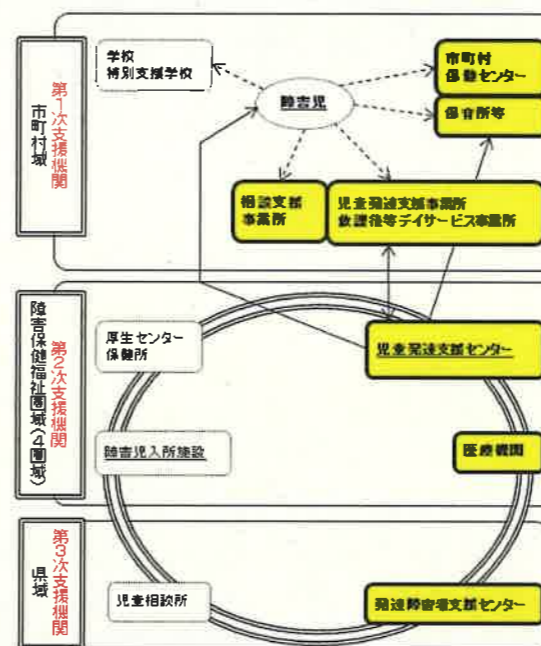 第1次支援機関
市町村域
学校
特別支援学校
障害児
市町村
保健センター
保育所等
相談支援
事業所
児童発達支援事業所
放課後等デイサービス事業所
第2次支援機関
障害保健福祉圏域(4圏域)
厚生センター
保健所
児童発達支援センター
障害児入所施設
医療機関
第3次支援機関
県域
児童相談所
発達障害者支援センター